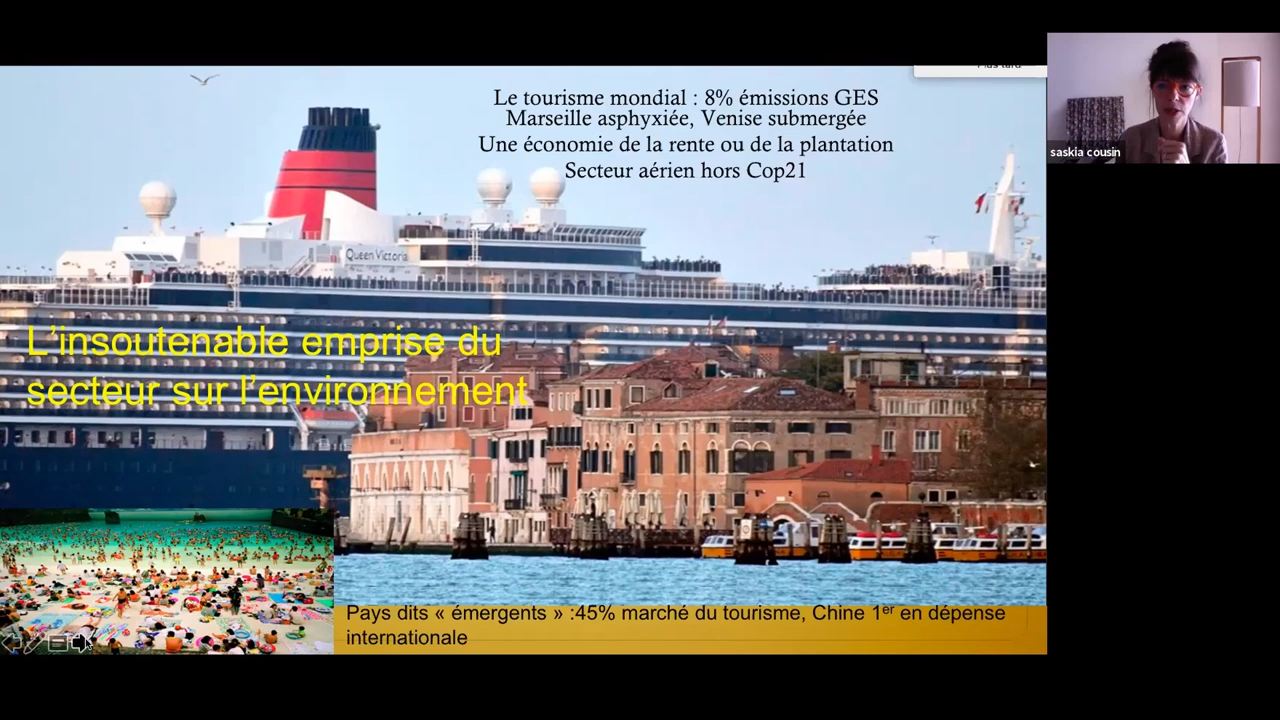 Plus tard
Le tourisme mondial : 8% émissions GES
Marseille asphyxiée, Venise submergée
Une économie de la rente ou de la plantation
Secteur aérien hors Cop21
saskia cousin
Queen Victoria
L'insoutenable emprise du
secteur sur l'environnement
Pays dits « émergents » :45% marché du tourisme, Chine 1er en dépense
internationale